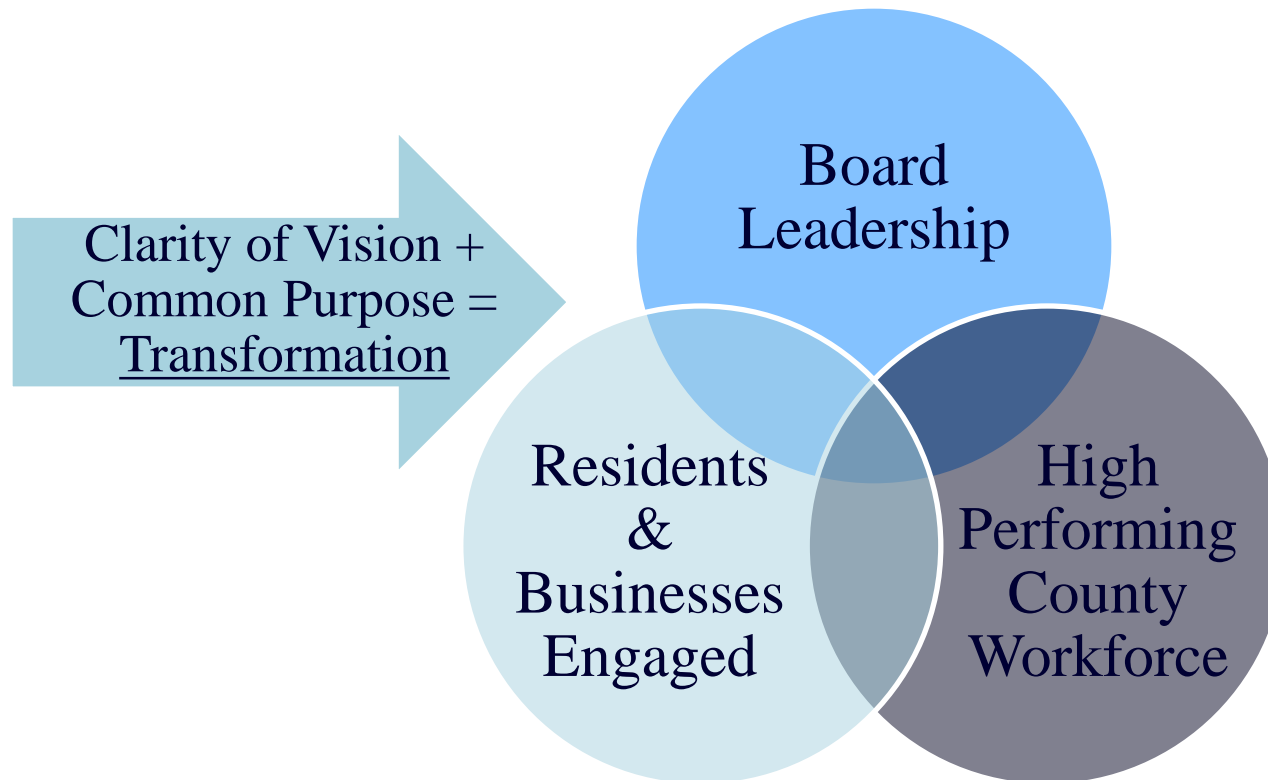 Clarity of Vision +
Common Purpose =
Transformation
Board
Leadership
Residents
&
Businesses
Engaged
High
Performing
County
Workforce